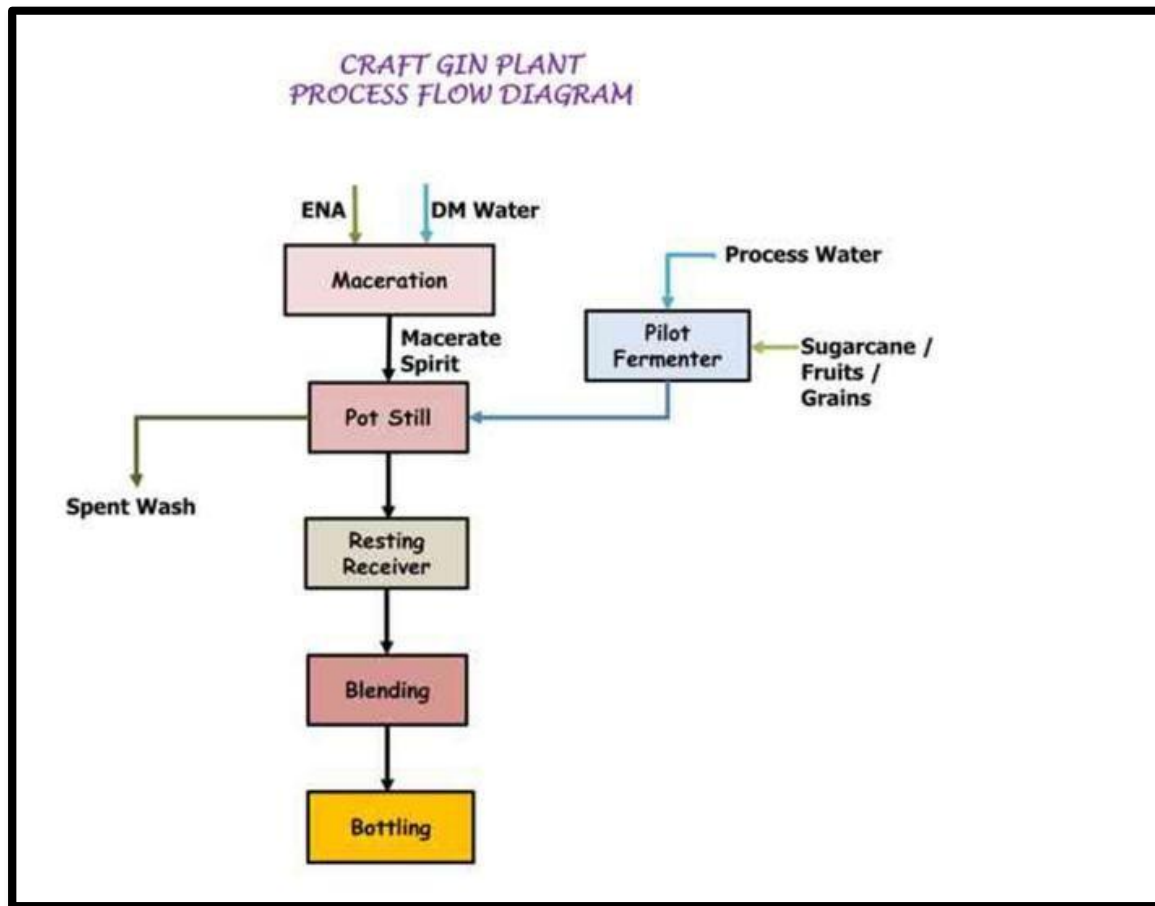 CRAFT GIN PLANT
PROCESS FLOW DIAGRAM
ENA
DM Water
Maceration
Process Water
Macerate
Spirit
Pilot
Fermenter
Sugarcane /
Fruits /
Grains
Pot Still
Spent Wash
Resting
Receiver
Blending
Bottling